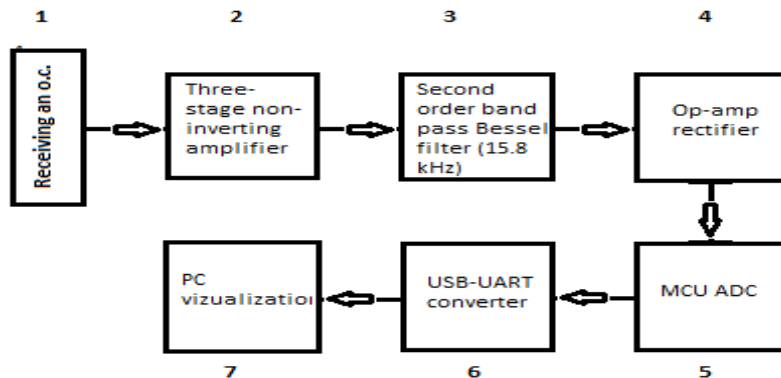 1
2
3
4
Receiving an o.c.
Three-
stage non-
inverting
amplifier
Second
order band
pass Bessel
filter (15.8
kHz)
Op-amp
rectifier
PC
vizualization
USB-UART
converter
MCU ADC
7
6
5